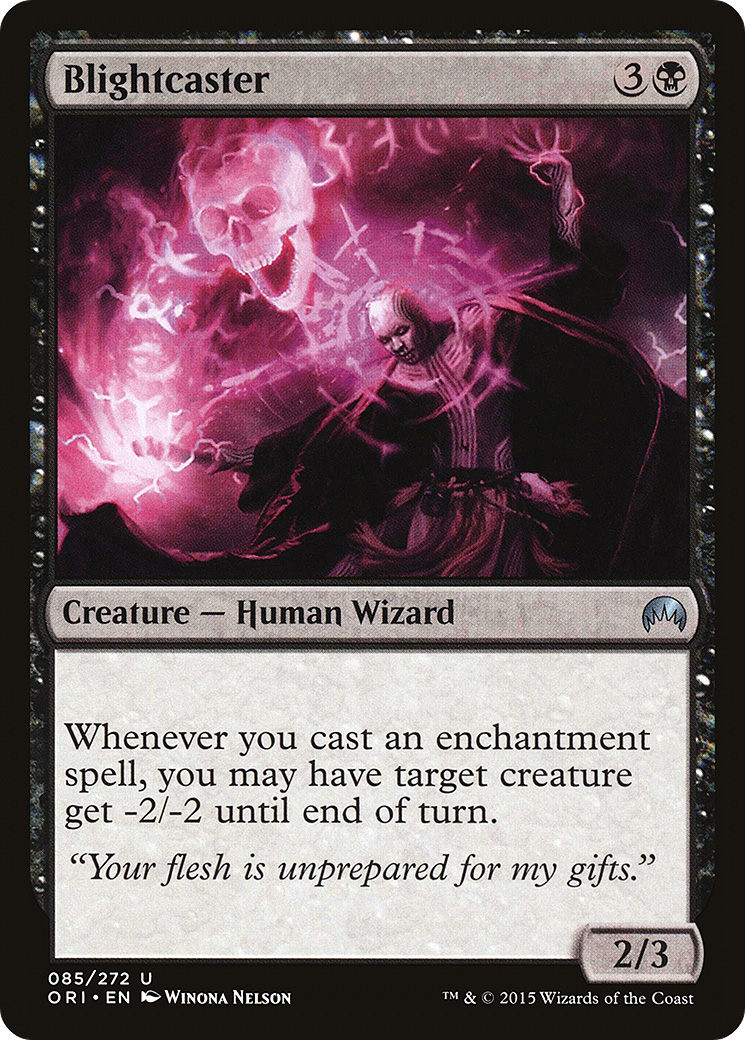 Blightcaster 3
Creature — Human Wizard
Whenever you cast an enchantment
spell, you may have target creature
get -2/-2 until end of turn.
“Your flesh is unprepared for my gifts.”
2/3
085/272 U
ORI • EN Winona Nelson
™ & © 2015 Wizards of the Coast